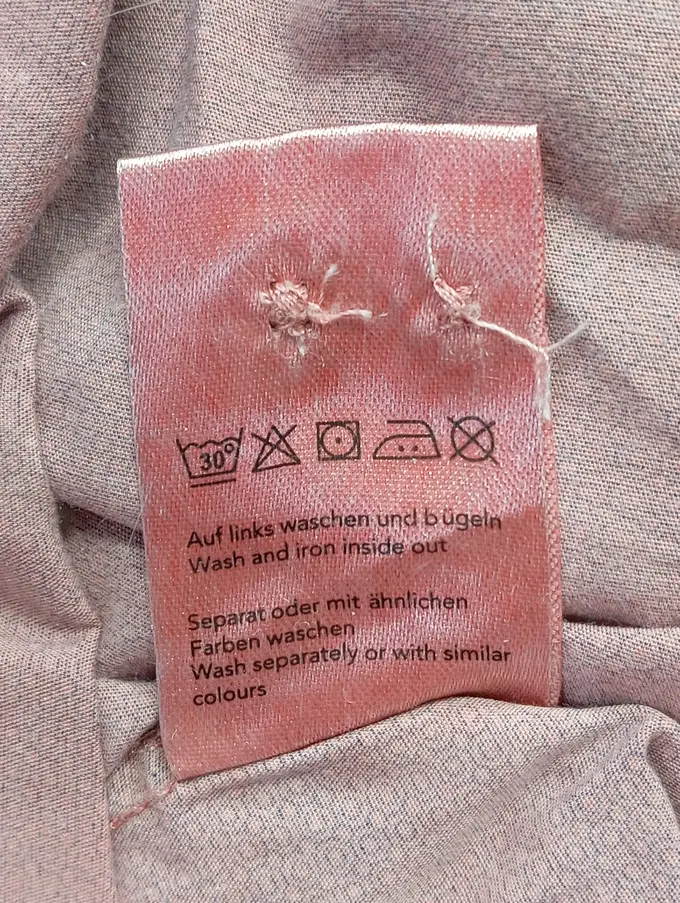 30°
Auf links waschen und bügeln
Wash and iron inside out
Separat oder mit ähnlichen
Farben waschen
Wash separately or with similar
colours